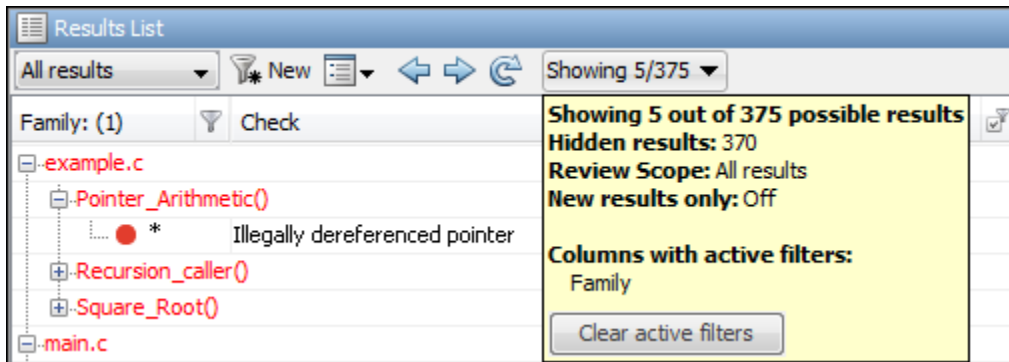 Results List
All results New Showing 5/375
Family: (1) Check
example.c
Pointer_Arithmetic()
* Illegally dereferenced pointer
Recursion_caller()
Square_Root()
main.c
Showing 5 out of 375 possible results
Hidden results: 370
Review Scope: All results
New results only: Off
Columns with active filters:
Family
Clear active filters